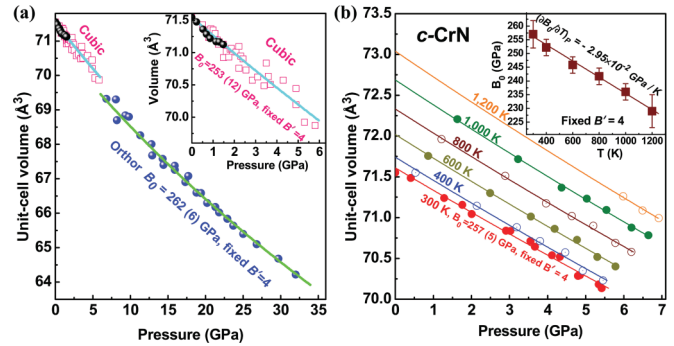 (a)
Cubic
Orthor B₀ = 262 (6) GPa, fixed B′=4
Unit-cell volume (Å³)
72
70
68
66
64
0 5 10 15 20 25 30 35
Pressure (GPa)
Cubic
B₀=253 (12) GPa, fixed B′=4
Volume (Å³)
71.5
71.0
70.5
70.0
0 1 2 3 4 5 6
Pressure (GPa)
(b)
c-CrN
1,200 K
1,000 K
800 K
600 K
400 K
300 K, B₀=257 (5) GPa, fixed B′= 4
Unit-cell volume (Å³)
73.5
73.0
72.5
72.0
71.5
71.0
70.5
70.0
0 1 2 3 4 5 6 7
Pressure (GPa)
(∂B₀/∂T)ₚ = - 2.95×10⁻² GPa / K
Fixed B′ = 4
B₀ (GPa)
265
260
255
250
245
240
235
230
225
400 600 800 1000 1200
T (K)